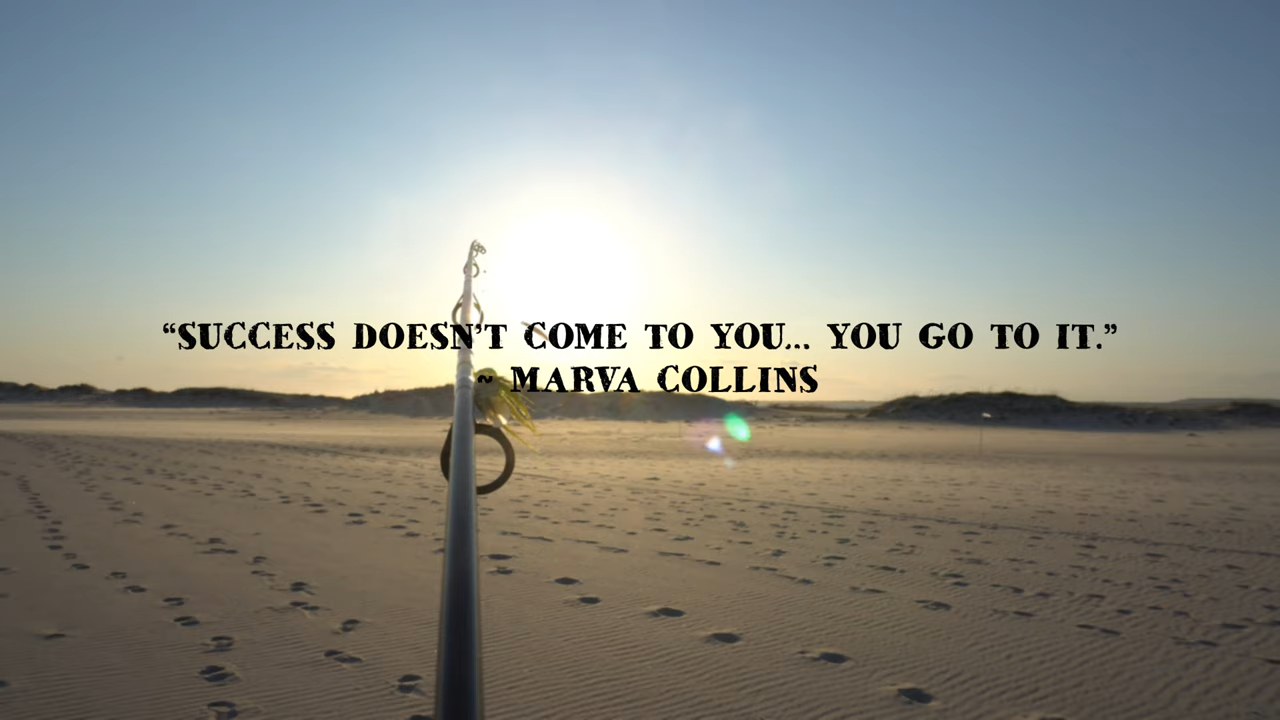 “SUCCESS DOESN’T COME TO YOU... YOU GO TO IT.”
~ MARVA COLLINS